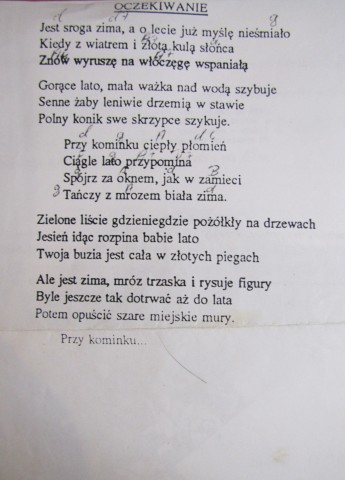 OCZEKIWANIE
Jest sroga zima, a o lecie już myślę nieśmiało
Kiedy z wiatrem i złotą kulą słońca
Znów wyruszę na włóczęgę wspaniałą
Gorące lato, mała ważka nad wodą szybuje
Senne żaby leniwie drzemią w stawie
Polny konik swe skrzypce szykuje.
Przy kominku ciepły płomień
Ciągle lato przypomina
Spójrz za oknem, jak w zamieci
Tańczy z mrozem biała zima.
Zielone liście gdzieniegdzie pożółkły na drzewach
Jesień idąc rozpina babie lato
Twoja buzia jest cała w złotych piegach
Ale jest zima, mróz trzaska i rysuje figury
Byle jeszcze tak dotrwać aż do lata
Potem opuścić szare miejskie mury.
Przy kominku...